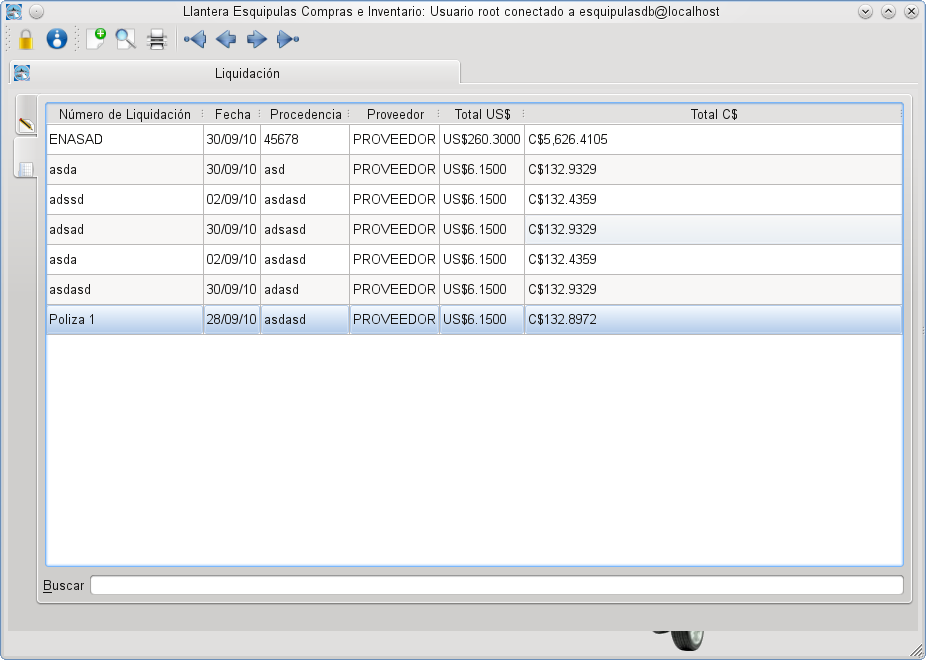 Llantera Esquipulas Compras e Inventario: Usuario root conectado a esquipulasdb@localhost
Liquidación
Número de Liquidación Fecha Procedencia Proveedor Total US$ Total C$
ENASAD 30/09/10 45678 PROVEEDOR US$260.3000 C$5,626.4105
asda 30/09/10 asd PROVEEDOR US$6.1500 C$132.9329
adssd 02/09/10 asdasd PROVEEDOR US$6.1500 C$132.4359
adsad 30/09/10 adsasd PROVEEDOR US$6.1500 C$132.9329
asda 02/09/10 asdasd PROVEEDOR US$6.1500 C$132.4359
asdasd 30/09/10 adasd PROVEEDOR US$6.1500 C$132.9329
Poliza 1 28/09/10 asdasd PROVEEDOR US$6.1500 C$132.8972
Buscar